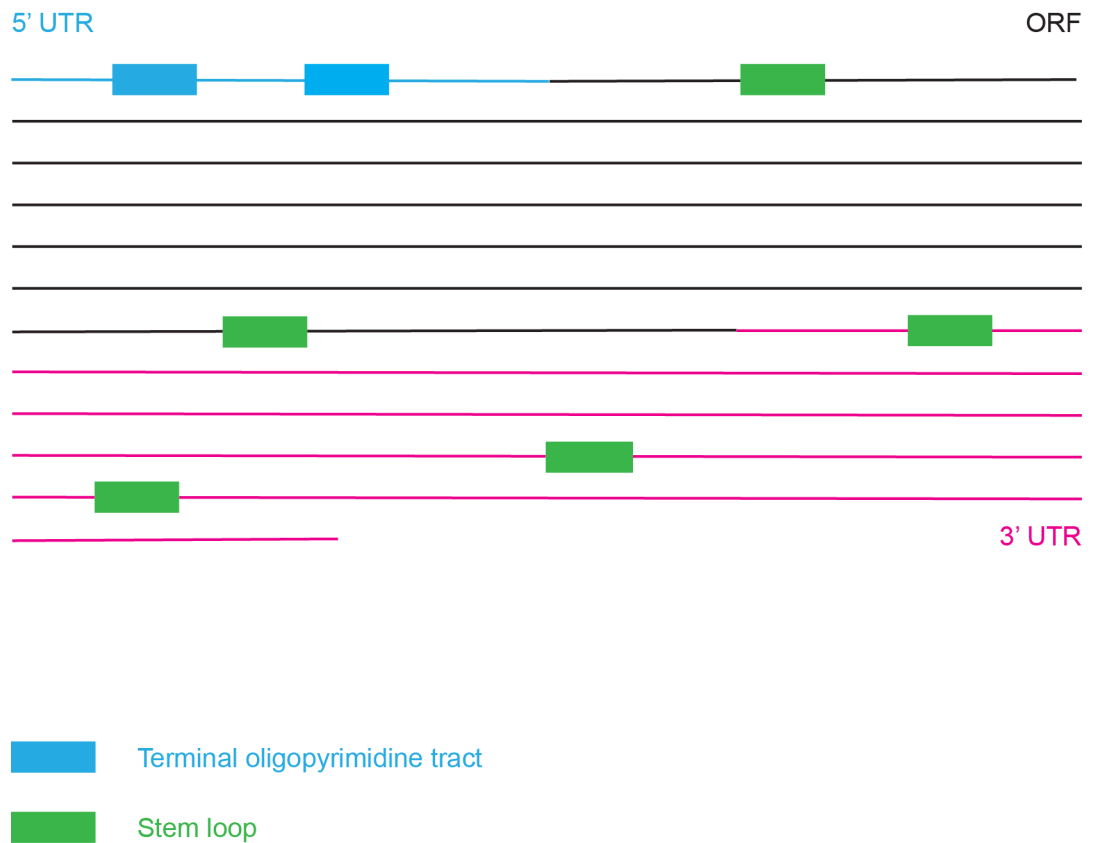 5’ UTR
ORF
3’ UTR
Terminal oligopyrimidine tract
Stem loop